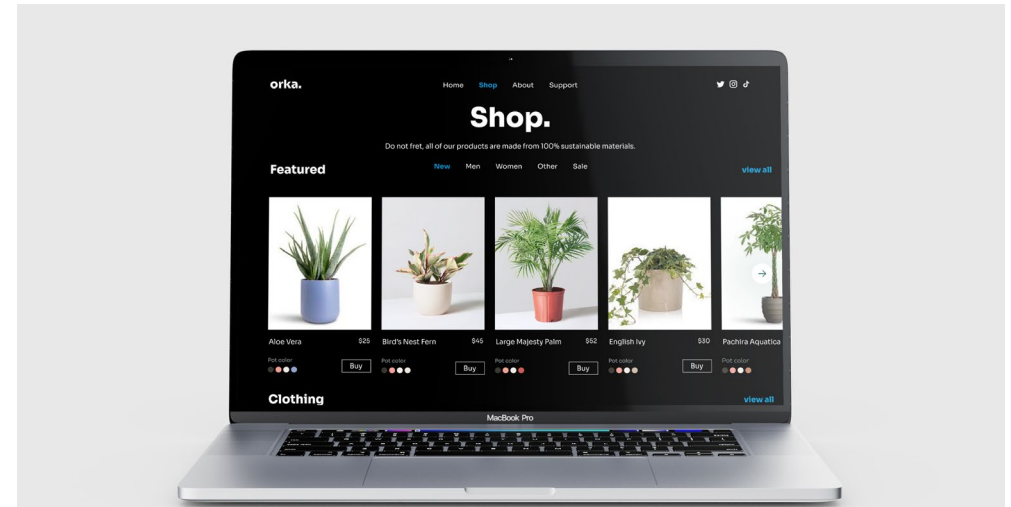 orka.
Home Shop About Support
Shop.
Do not fret, all of our products are made from 100% sustainable materials.
Featured
New Men Women Other Sale
view all
Aloe Vera $25
Bird's Nest Fern $45
Large Majesty Palm $52
English Ivy $30
Pachira Aquatica
Pot color
Buy
Pot color
Buy
Pot color
Buy
Pot color
Buy
Pot color
Clothing
view all
MacBook Pro